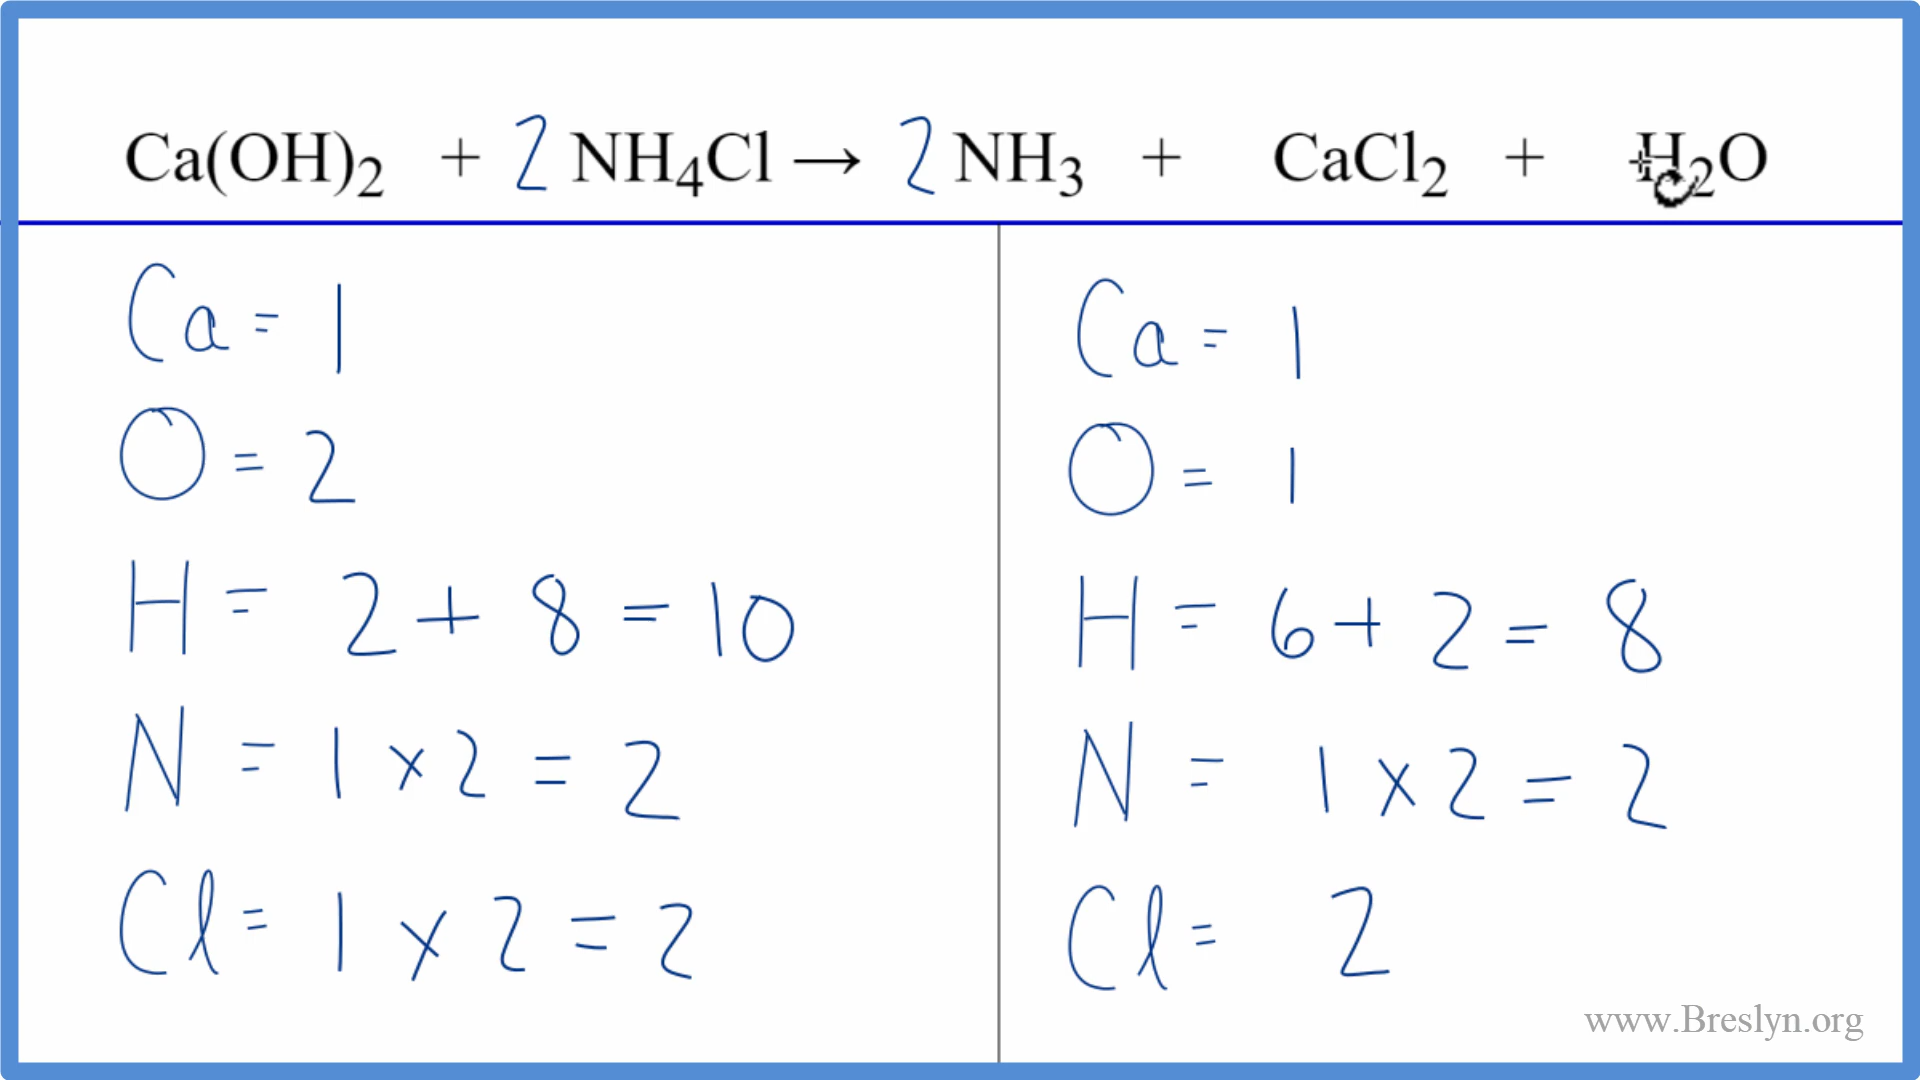 Ca(OH)₂ + 2 NH₄Cl → 2 NH₃ + CaCl₂ + H₂O
Ca = 1
O = 2
H = 2 + 8 = 10
N = 1 x 2 = 2
Cl = 1 x 2 = 2
Ca = 1
O = 1
H = 6 + 2 = 8
N = 1 x 2 = 2
Cl = 2
www.Breslyn.org